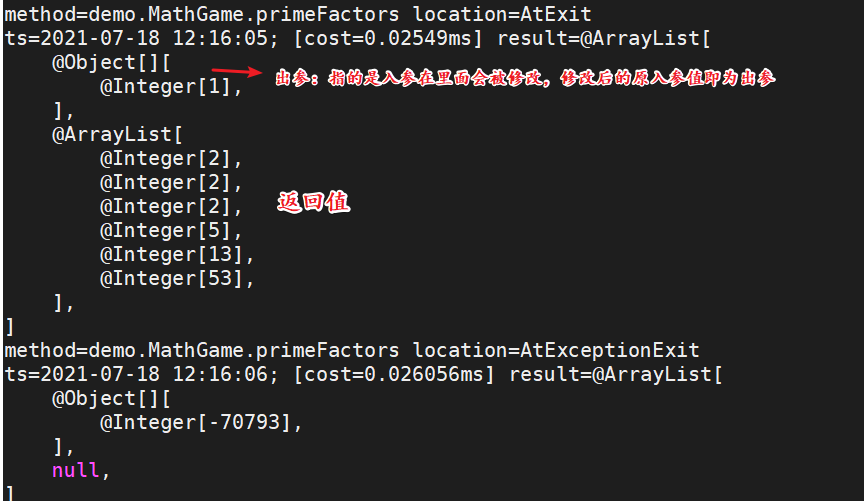 method=demo.MathGame.primeFactors location=AtExit
ts=2021-07-18 12:16:05; [cost=0.02549ms] result=@ArrayList[
    @Object[][
        @Integer[1],
出参：指的是入参在里面会被修改，修改后的原入参值即为出参
    ],
    @ArrayList[
        @Integer[2],
        @Integer[2],
        @Integer[2],
返回值
        @Integer[5],
        @Integer[13],
        @Integer[53],
    ],
]
method=demo.MathGame.primeFactors location=AtExceptionExit
ts=2021-07-18 12:16:06; [cost=0.026056ms] result=@ArrayList[
    @Object[][
        @Integer[-70793],
    ],
    null,
]